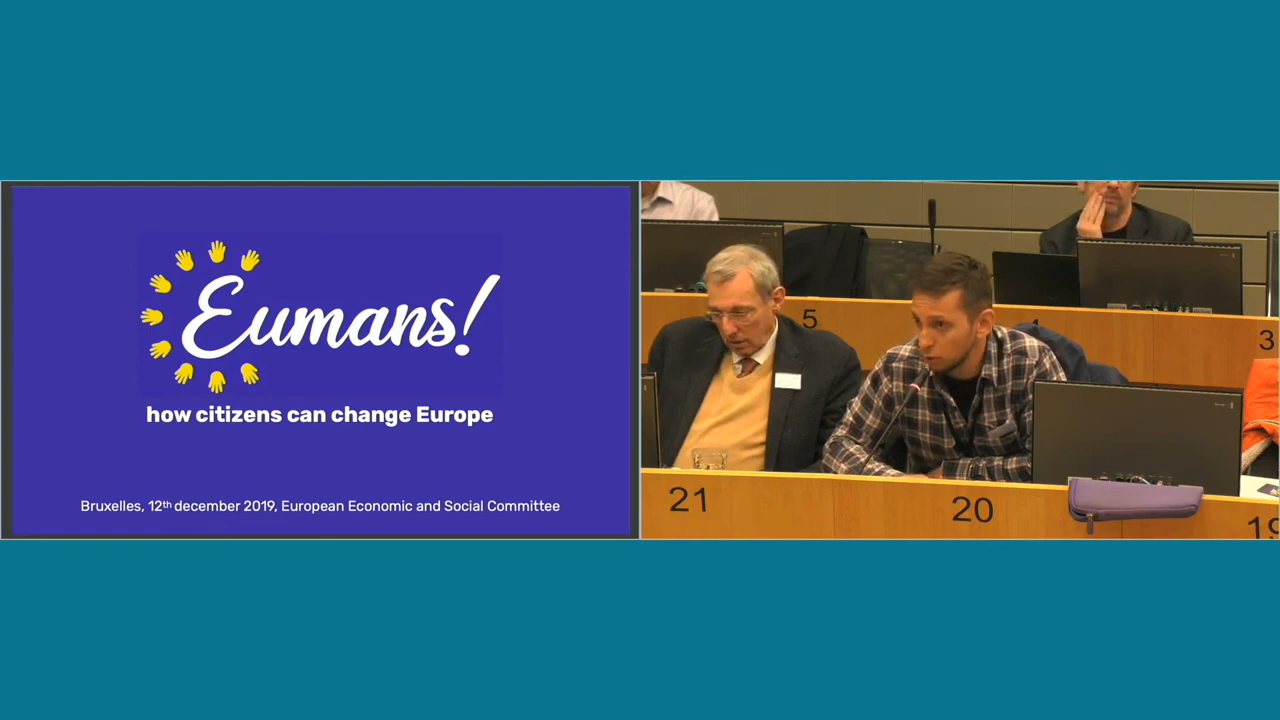 Eumans!
how citizens can change Europe
Bruxelles, 12th december 2019, European Economic and Social Committee
5
4
3
21
20
19